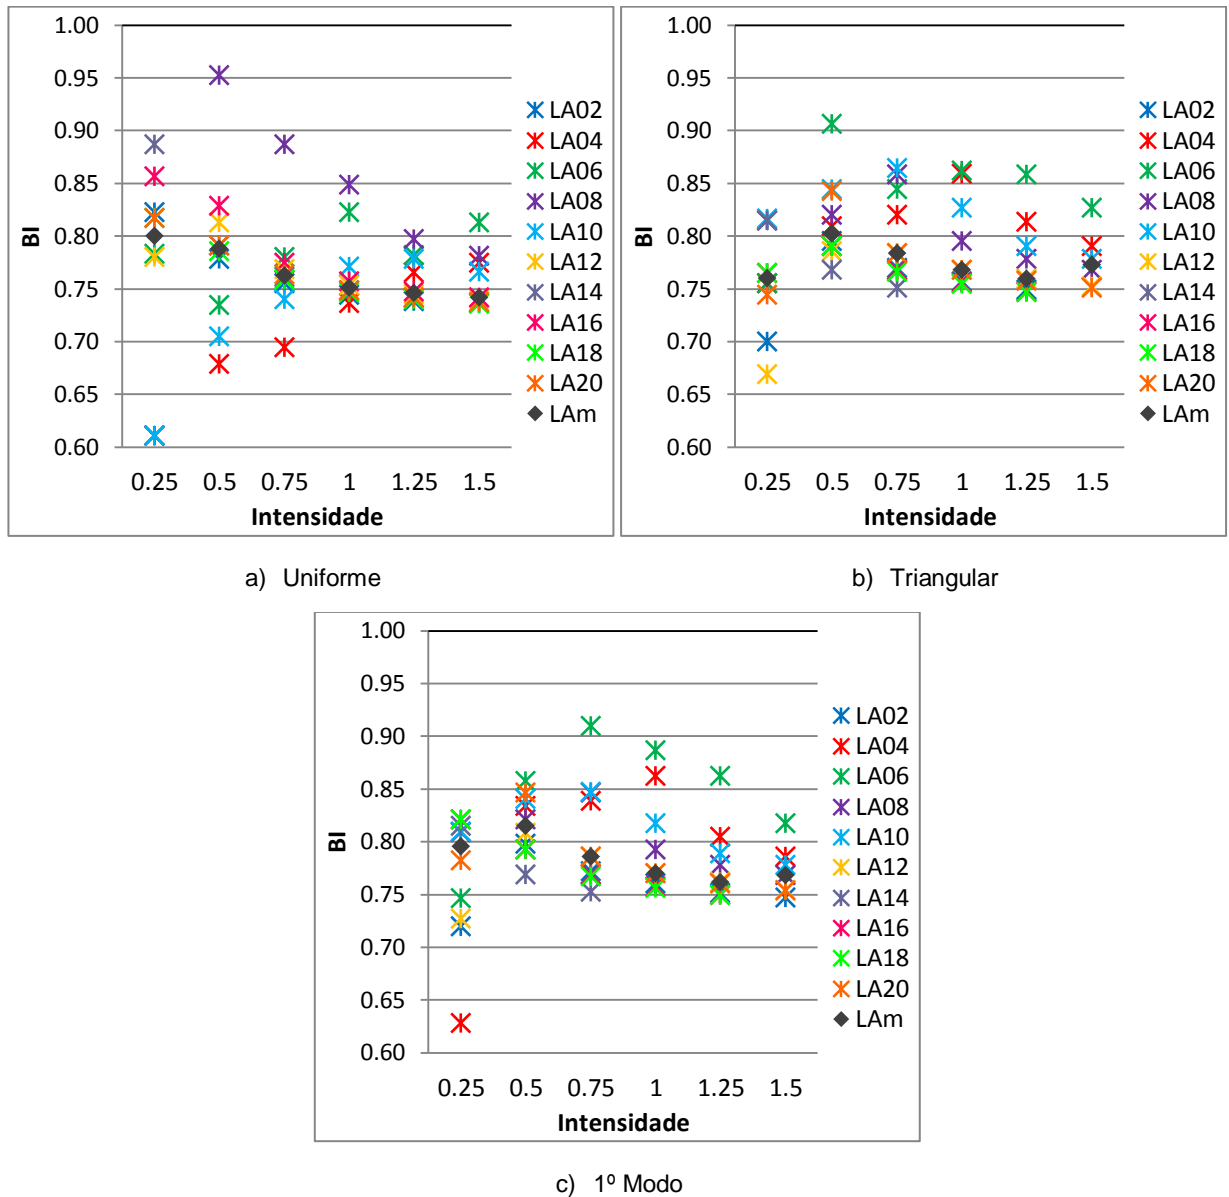 1.00
0.95
0.90
0.85
0.80
0.75
0.70
0.65
0.60
BI
0.25 0.5 0.75 1 1.25 1.5
Intensidade
LA02
LA04
LA06
LA08
LA10
LA12
LA14
LA16
LA18
LA20
LAm
1.00
0.95
0.90
0.85
0.80
0.75
0.70
0.65
0.60
BI
0.25 0.5 0.75 1 1.25 1.5
Intensidade
LA02
LA04
LA06
LA08
LA10
LA12
LA14
LA16
LA18
LA20
LAm
a) Uniforme
b) Triangular
1.00
0.95
0.90
0.85
0.80
0.75
0.70
0.65
0.60
BI
0.25 0.5 0.75 1 1.25 1.5
Intensidade
LA02
LA04
LA06
LA08
LA10
LA12
LA14
LA16
LA18
LA20
LAm
c) 1º Modo